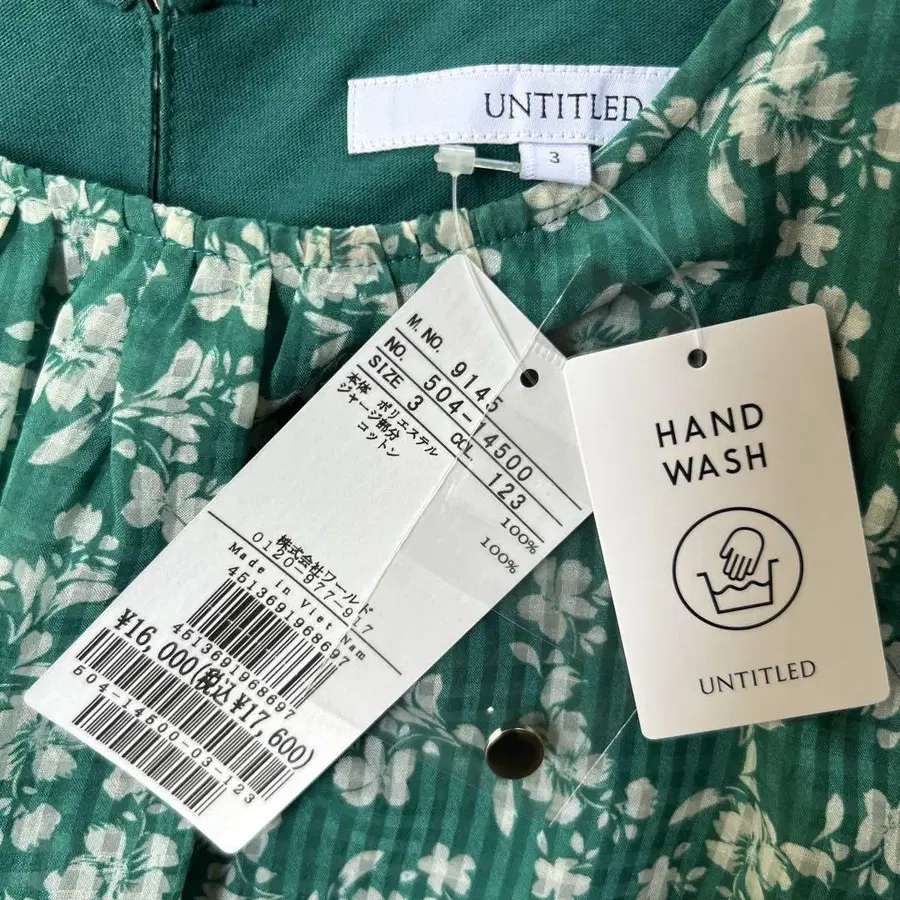 UNTITLED
3
M. NO. 9145
NO. 504-14500
SIZE 3 COL. 123
本体 ポリエステル 100%
ジャージ部分
コットン 100%
株式会社ワールド
0120-977-917
Made in Viet Nam
4513691968697
4513691968697
¥16,000(税込¥17,600)
504-14500-03-123
HAND
WASH
UNTITLED